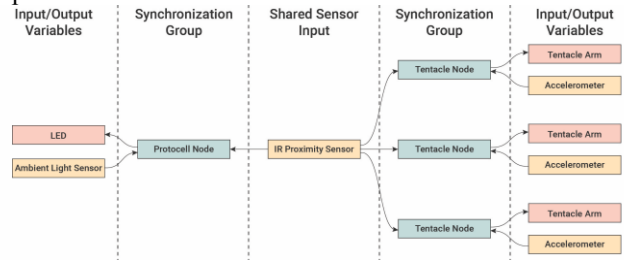 Input/Output
Variables
Synchronization
Group
Shared Sensor
Input
Synchronization
Group
Input/Output
Variables
Tentacle Arm
Tentacle Node
Accelerometer
LED
Tentacle Arm
Protocell Node
IR Proximity Sensor
Tentacle Node
Ambient Light Sensor
Accelerometer
Tentacle Arm
Tentacle Node
Accelerometer